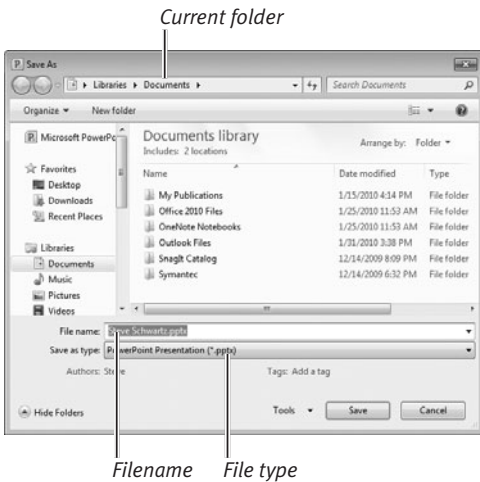 Current folder
Save As
Libraries ▸ Documents ▸ Search Documents
Organize ▾ New folder
Microsoft PowerPc
Documents library
Includes: 2 locations
Arrange by: Folder ▾
Favorites
Desktop
Downloads
Recent Places
Libraries
Documents
Music
Pictures
Videos
Name Date modified Type
My Publications 1/15/2010 4:14 PM File folder
Office 2010 Files 1/25/2010 11:53 AM File folder
OneNote Notebooks 1/25/2010 11:53 AM File folder
Outlook Files 1/31/2010 3:38 PM File folder
SnagIt Catalog 12/14/2009 8:09 PM File folder
Symantec 12/14/2009 6:32 PM File folder
File name: Steve Schwartz.pptx
Save as type: PowerPoint Presentation (*.pptx)
Authors: Steve Tags: Add a tag
Hide Folders Tools ▾ Save Cancel
Filename File type